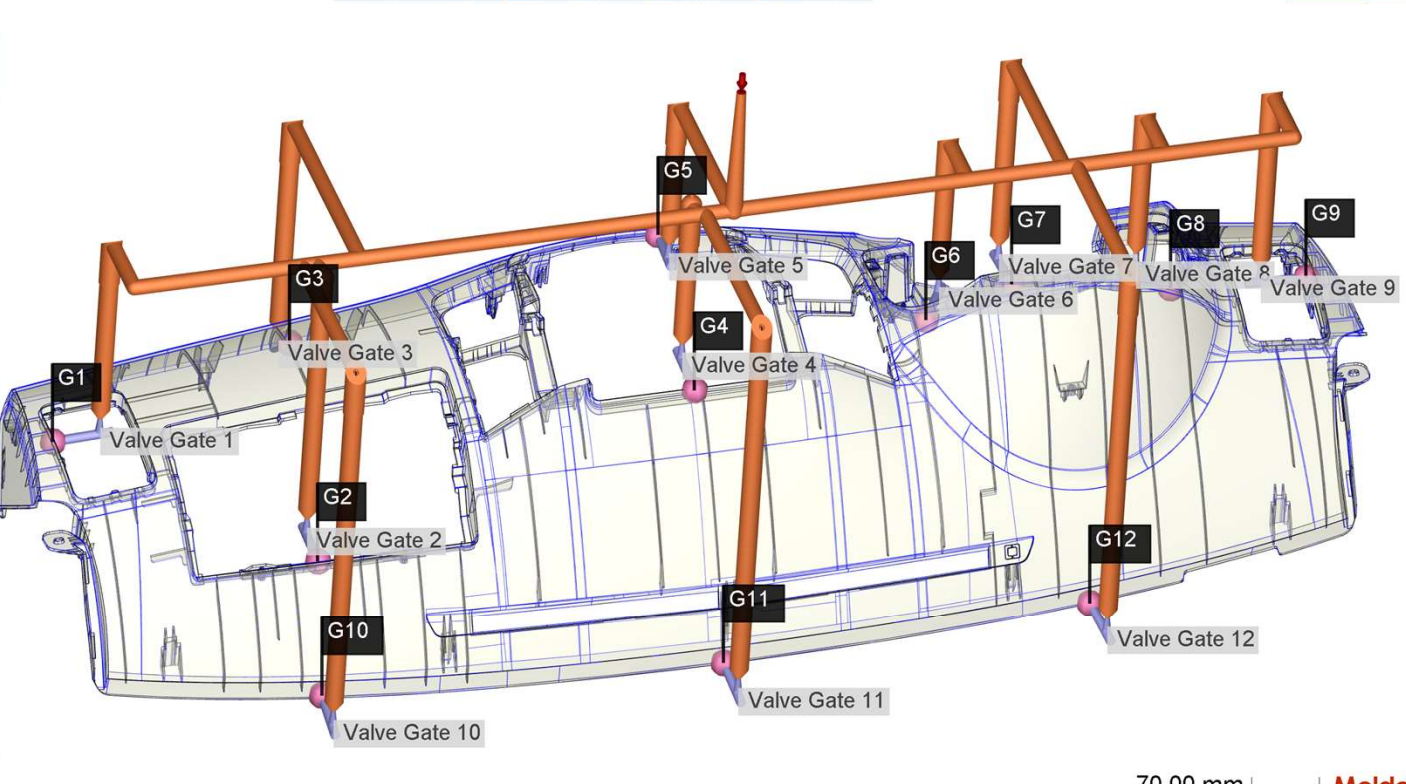 G5
G9
G7
G8
G6
Valve Gate 5
Valve Gate 7
Valve Gate 8
Valve Gate 9
G3
Valve Gate 6
G4
Valve Gate 3
Valve Gate 4
G1
Valve Gate 1
G2
Valve Gate 2
G12
G11
G10
Valve Gate 12
Valve Gate 11
Valve Gate 10
70.00 mm